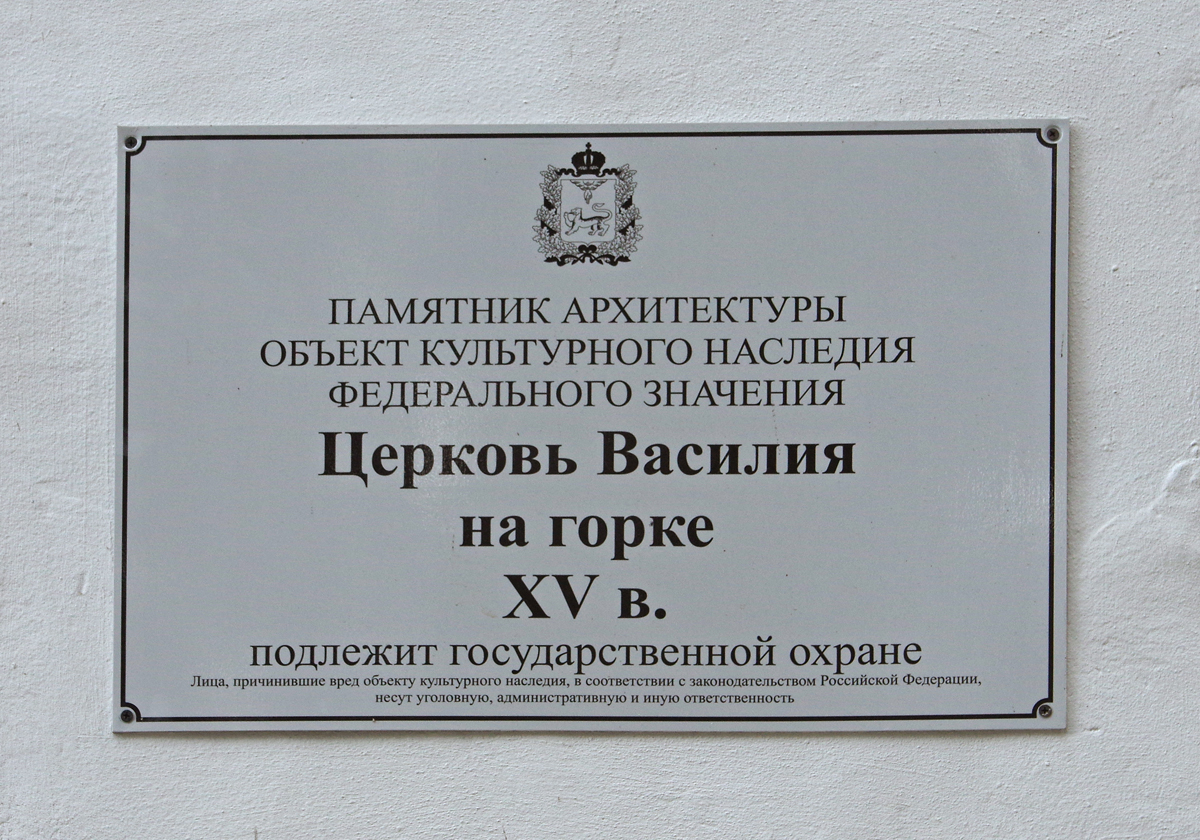 ПАМЯТНИК АРХИТЕКТУРЫ
ОБЪЕКТ КУЛЬТУРНОГО НАСЛЕДИЯ
ФЕДЕРАЛЬНОГО ЗНАЧЕНИЯ
Церковь Василия
на горке
XV в.
подлежит государственной охране
Лица, причинившие вред объекту культурного наследия, в соответствии с законодательством Российской Федерации,
несут уголовную, административную и иную ответственность